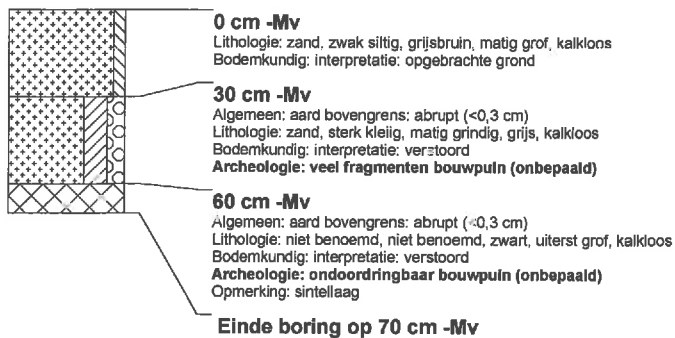 0 cm -Mv
Lithologie: zand, zwak siltig, grijsbruin, matig grof, kalkloos
Bodemkundig: interpretatie: opgebrachte grond
30 cm -Mv
Algemeen: aard bovengrens: abrupt (<0,3 cm)
Lithologie: zand, sterk kleiig, matig grindig, grijs, kalkloos
Bodemkundig: interpretatie: verstoord
Archeologie: veel fragmenten bouwpuin (onbepaald)
60 cm -Mv
Algemeen: aard bovengrens: abrupt (<0,3 cm)
Lithologie: niet benoemd, niet benoemd, zwart, uiterst grof, kalkloos
Bodemkundig: interpretatie: verstoord
Archeologie: ondoordringbaar bouwpuin (onbepaald)
Opmerking: sintellaag
Einde boring op 70 cm -Mv